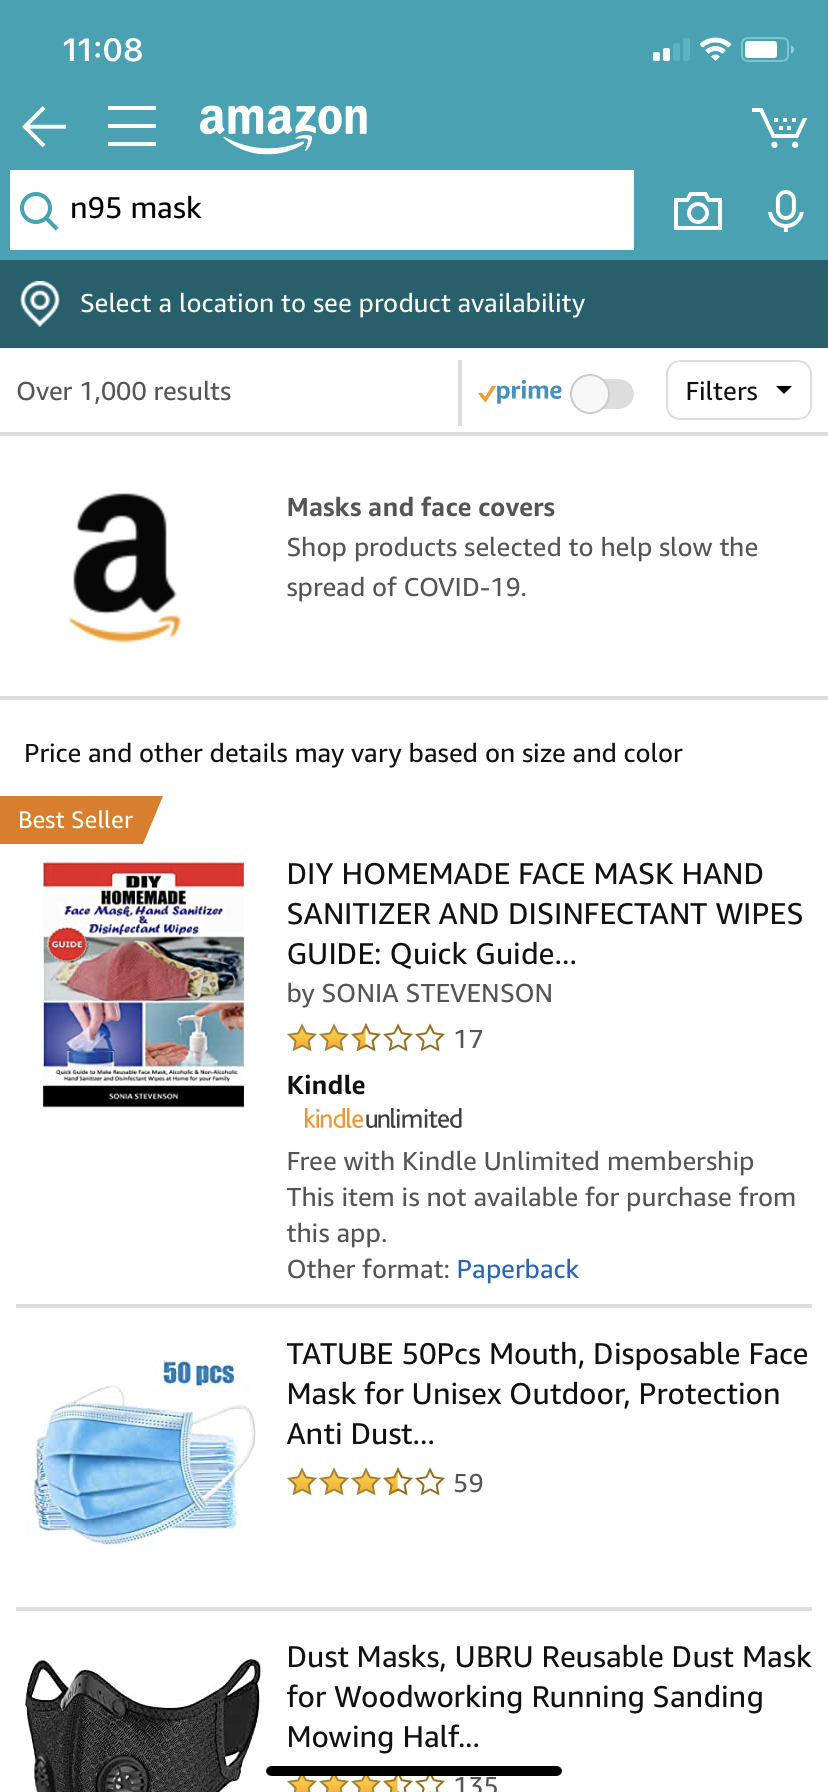 11:08
amazon
n95 mask
Select a location to see product availability
Over 1,000 results
prime
Filters
a
Masks and face covers
Shop products selected to help slow the
spread of COVID-19.
Price and other details may vary based on size and color
Best Seller
DIY
HOMEMADE
Face Mask, Hand Sanitizer
&
Disinfectant Wipes
GUIDE
Quick Guide to Make Reusable Face Mask, Alcoholic & Non-Alcoholic
Hand Sanitizer and Disinfectant Wipes at Home for your Family
SONIA STEVENSON
DIY HOMEMADE FACE MASK HAND
SANITIZER AND DISINFECTANT WIPES
GUIDE: Quick Guide...
by SONIA STEVENSON
17
Kindle
kindleunlimited
Free with Kindle Unlimited membership
This item is not available for purchase from
this app.
Other format: Paperback
50 pcs
TATUBE 50Pcs Mouth, Disposable Face
Mask for Unisex Outdoor, Protection
Anti Dust...
59
Dust Masks, UBRU Reusable Dust Mask
for Woodworking Running Sanding
Mowing Half...
135